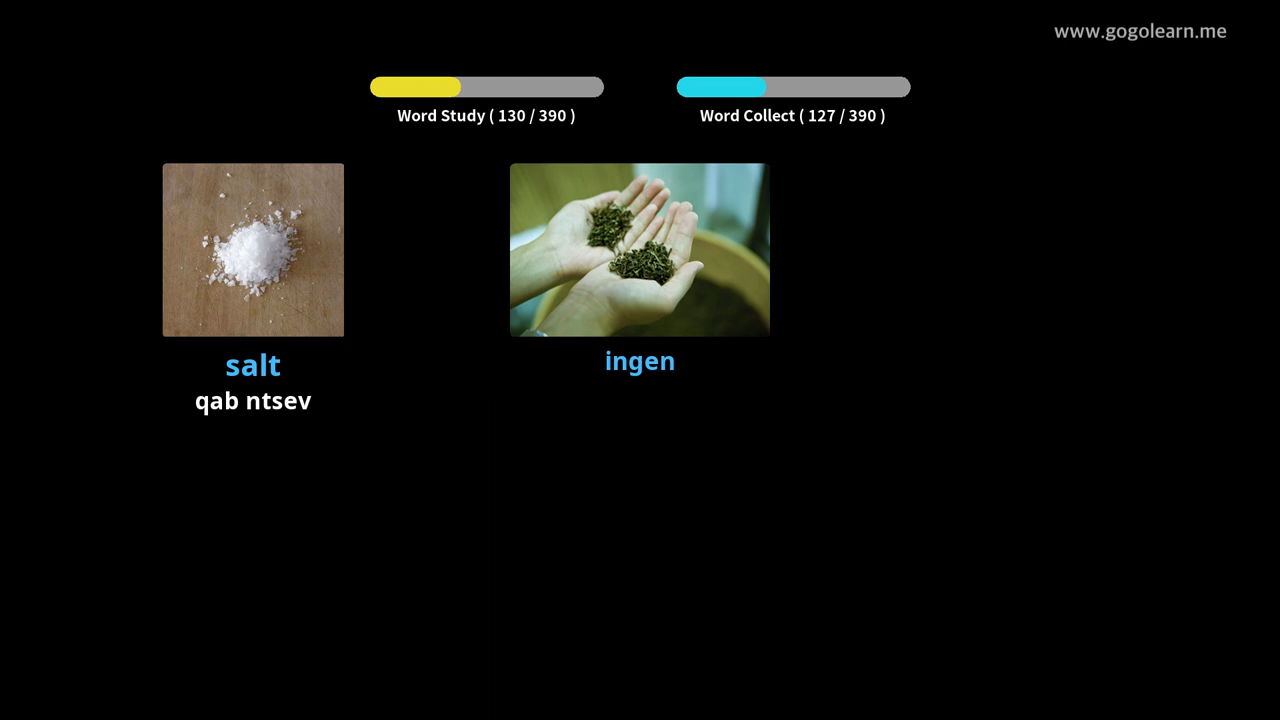 www.gogolearn.me
Word Study ( 130 / 390 )
Word Collect ( 127 / 390 )
salt
qab ntsev
ingen